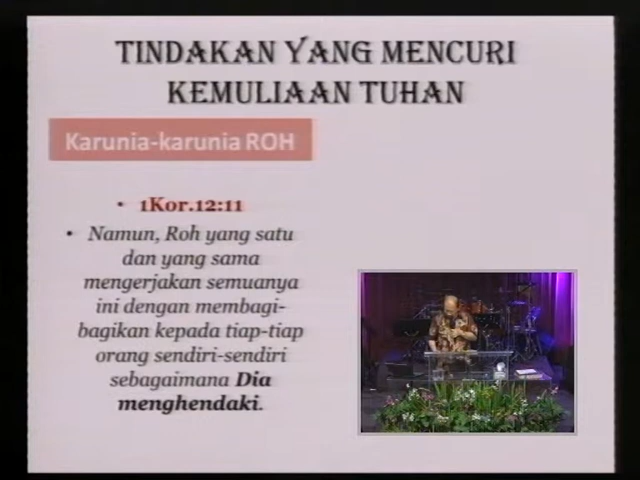 TINDAKAN YANG MENCURI
KEMULIAAN TUHAN
Karunia-karunia ROH
• 1Kor.12:11
• Namun, Roh yang satu
dan yang sama
mengerjakan semuanya
ini dengan membagi-
bagikan kepada tiap-tiap
orang sendiri-sendiri
sebagaimana Dia
menghendaki.